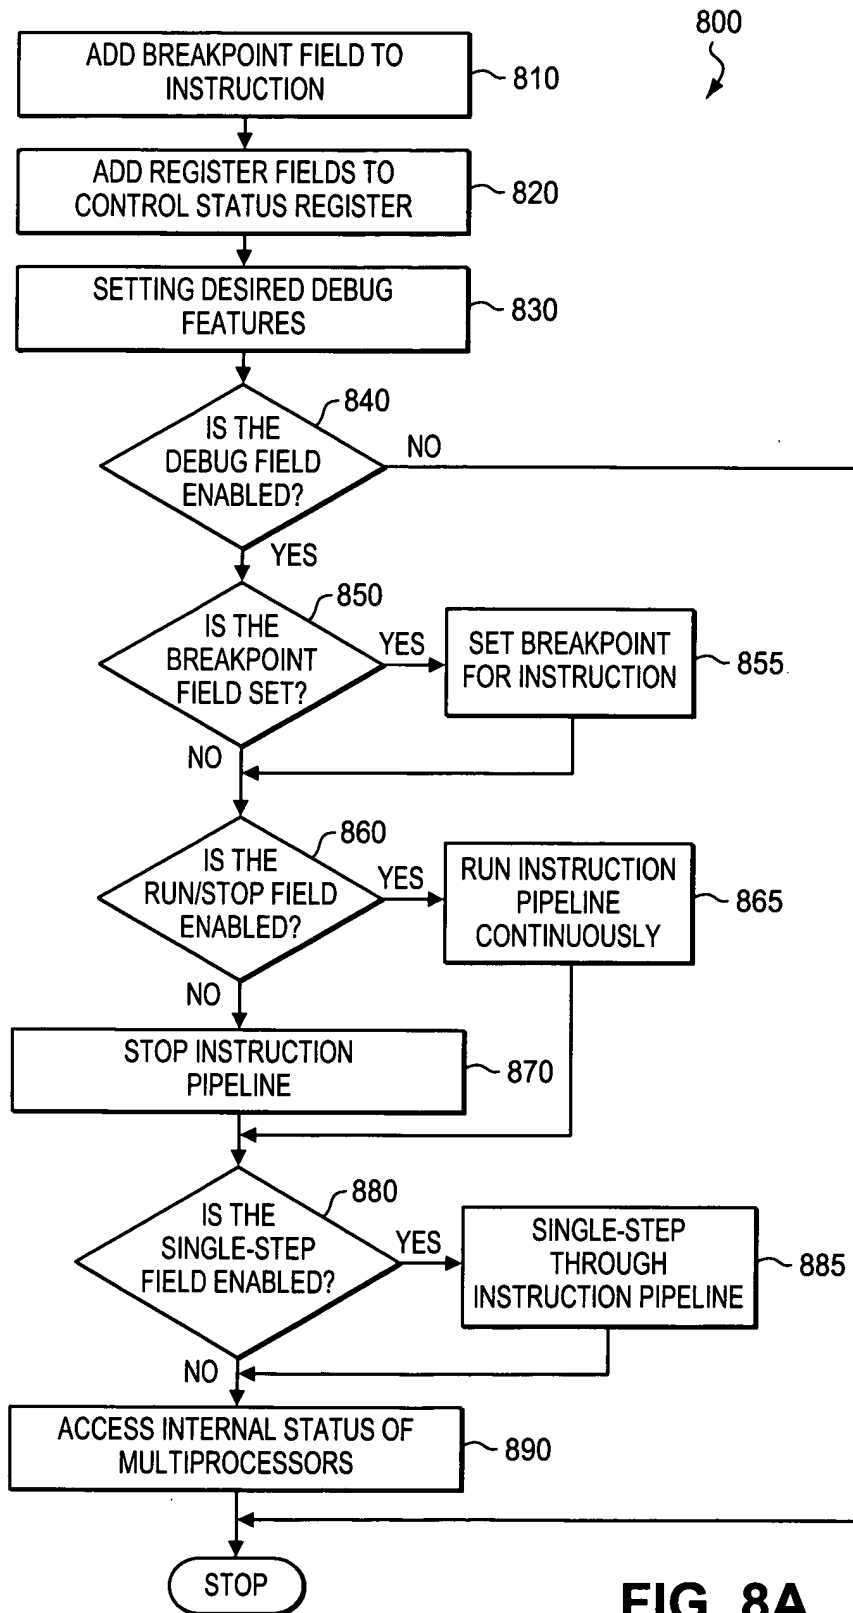 800
ADD BREAKPOINT FIELD TO
INSTRUCTION
810
ADD REGISTER FIELDS TO
CONTROL STATUS REGISTER
820
SETTING DESIRED DEBUG
FEATURES
830
840
IS THE
DEBUG FIELD
ENABLED?
NO
YES
850
IS THE
BREAKPOINT
FIELD SET?
YES
SET BREAKPOINT
FOR INSTRUCTION
855
NO
860
IS THE
RUN/STOP FIELD
ENABLED?
YES
RUN INSTRUCTION
PIPELINE
CONTINUOUSLY
865
NO
STOP INSTRUCTION
PIPELINE
870
880
IS THE
SINGLE-STEP
FIELD ENABLED?
YES
SINGLE-STEP
THROUGH
INSTRUCTION PIPELINE
885
NO
ACCESS INTERNAL STATUS OF
MULTIPROCESSORS
890
STOP
FIG. 8A